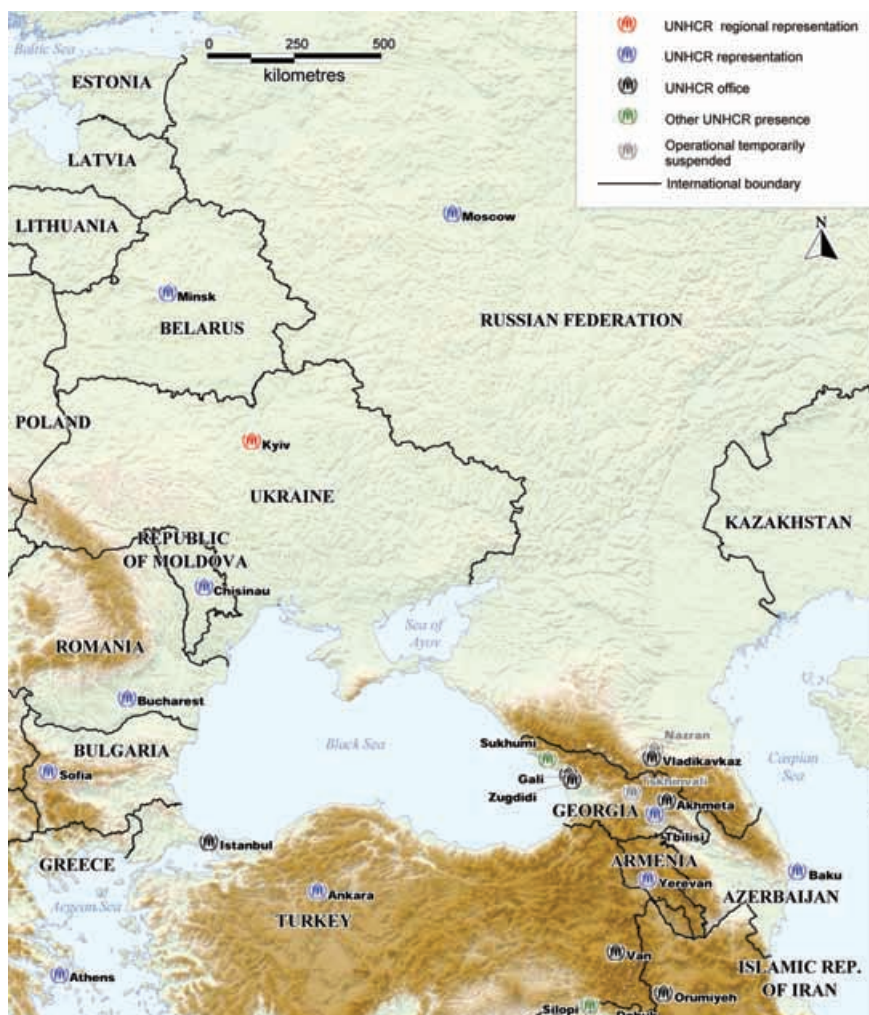 Baltic Sea
0 250 500
kilometres
UNHCR regional representation
UNHCR representation
UNHCR office
Other UNHCR presence
Operational temporarily
suspended
International boundary
N
ESTONIA
LATVIA
LITHUANIA
Moscow
Minsk
BELARUS
RUSSIAN FEDERATION
POLAND
Kyiv
UKRAINE
KAZAKHSTAN
REPUBLIC
OF MOLDOVA
Chisinau
Sea of
Azov
ROMANIA
Bucharest
BULGARIA
Sofia
Black Sea
Caspian
Sea
Sukhumi
Nazran
Vladikavkaz
Gali
Zugdidi
Tskhinvali
Akhmeta
GEORGIA
Tbilisi
Istanbul
GREECE
ARMENIA
Yerevan
Baku
AZERBAIJAN
Aegean Sea
Ankara
TURKEY
Athens
Van
ISLAMIC REP.
OF IRAN
Orumiyeh
Silopi